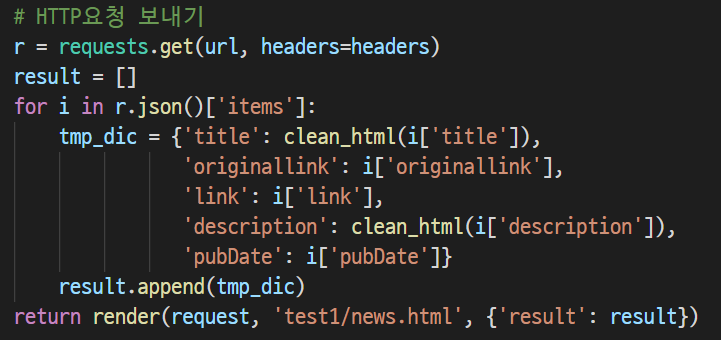 # HTTP요청 보내기
r = requests.get(url, headers=headers)
result = []
for i in r.json()['items']:
    tmp_dic = {'title': clean_html(i['title']),
               'originallink': i['originallink'],
               'link': i['link'],
               'description': clean_html(i['description']),
               'pubDate': i['pubDate']}
    result.append(tmp_dic)
return render(request, 'test1/news.html', {'result': result})